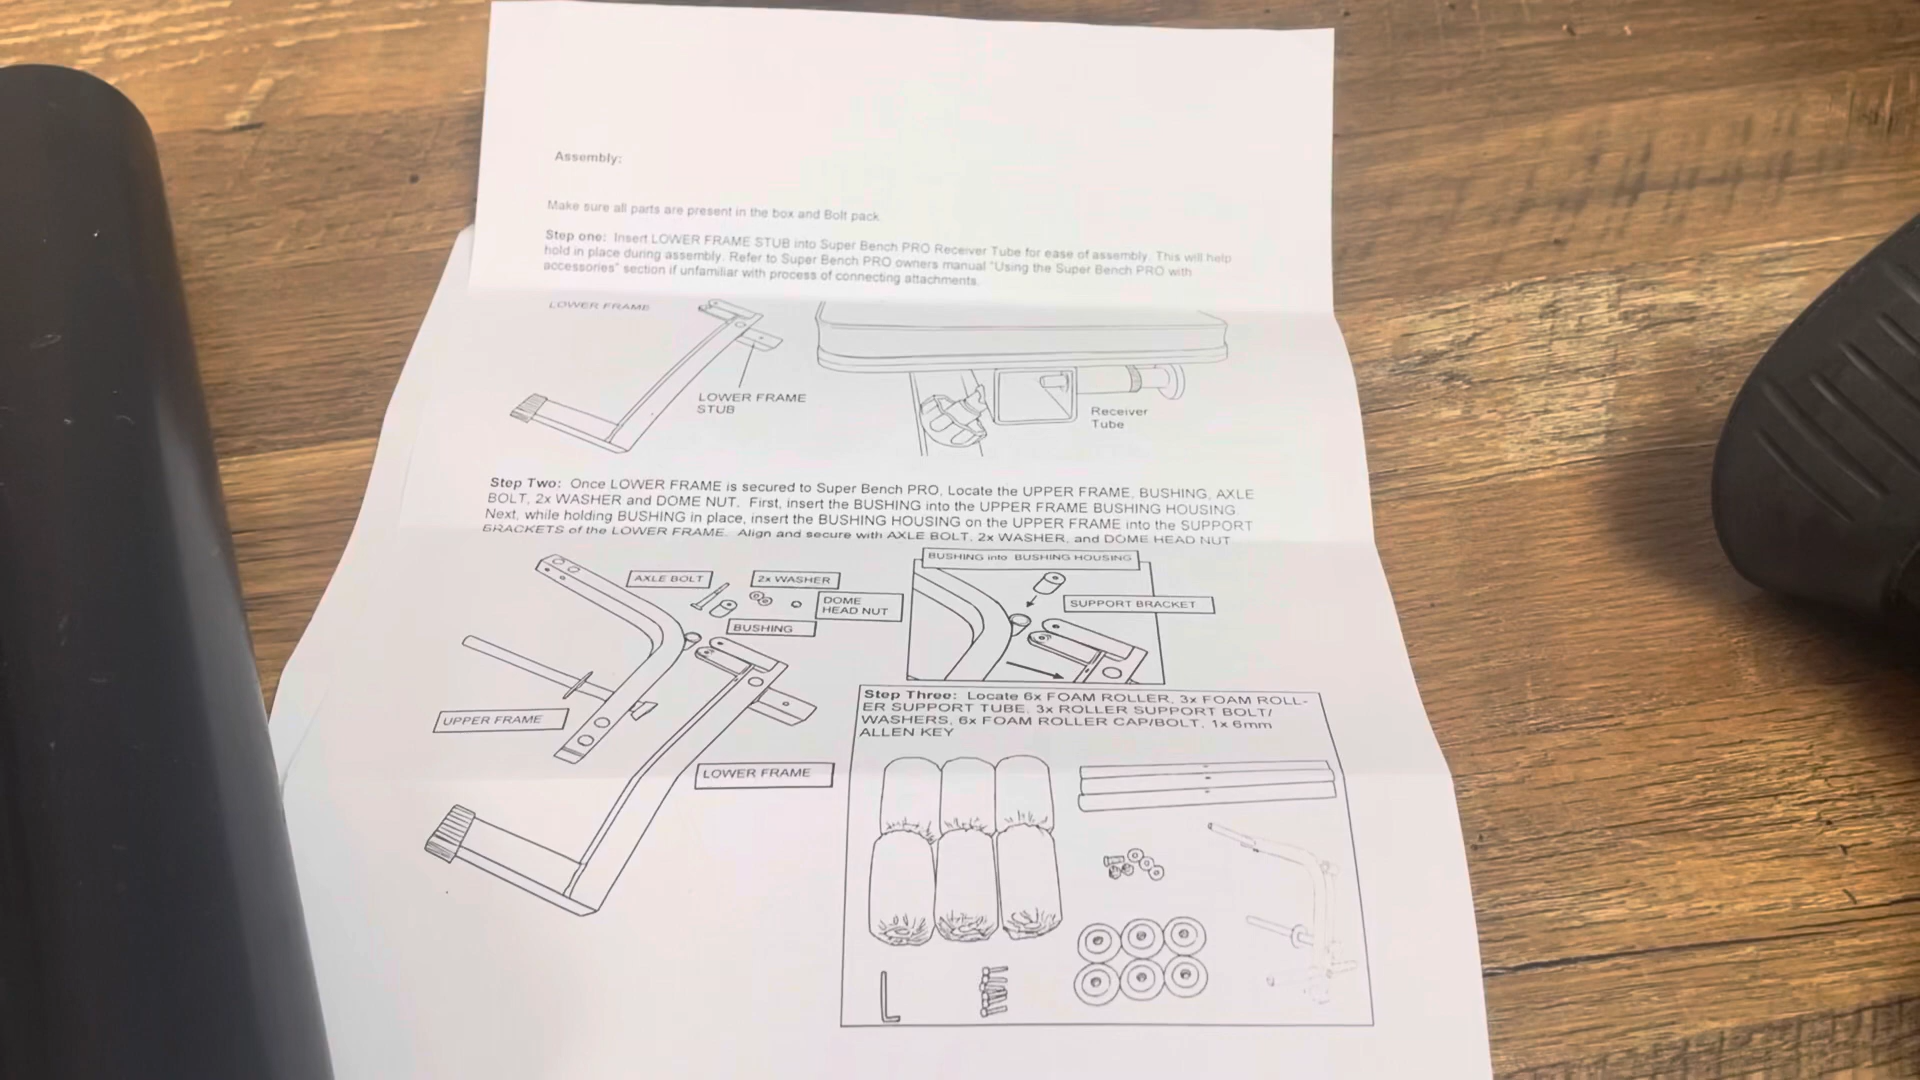 Assembly:
Make sure all parts are present in the box and Bolt pack
Step one: Insert LOWER FRAME STUB into Super Bench PRO Receiver Tube for ease of assembly. This will help
hold in place during assembly. Refer to Super Bench PRO owners manual "Using the Super Bench PRO with
accessories" section if unfamiliar with process of connecting attachments.
LOWER FRAME
LOWER FRAME
STUB
Receiver
Tube
Step Two: Once LOWER FRAME is secured to Super Bench PRO, Locate the UPPER FRAME, BUSHING, AXLE
BOLT, 2x WASHER and DOME NUT. First, insert the BUSHING into the UPPER FRAME BUSHING HOUSING.
Next, while holding BUSHING in place, insert the BUSHING HOUSING on the UPPER FRAME into the SUPPORT
BRACKETS of the LOWER FRAME. Align and secure with AXLE BOLT, 2x WASHER, and DOME HEAD NUT
AXLE BOLT
2x WASHER
DOME
HEAD NUT
BUSHING
UPPER FRAME
LOWER FRAME
BUSHING into BUSHING HOUSING
SUPPORT BRACKET
Step Three: Locate 6x FOAM ROLLER, 3x FOAM ROLL-
ER SUPPORT TUBE, 3x ROLLER SUPPORT BOLT/
WASHERS, 6x FOAM ROLLER CAP/BOLT, 1x 6mm
ALLEN KEY